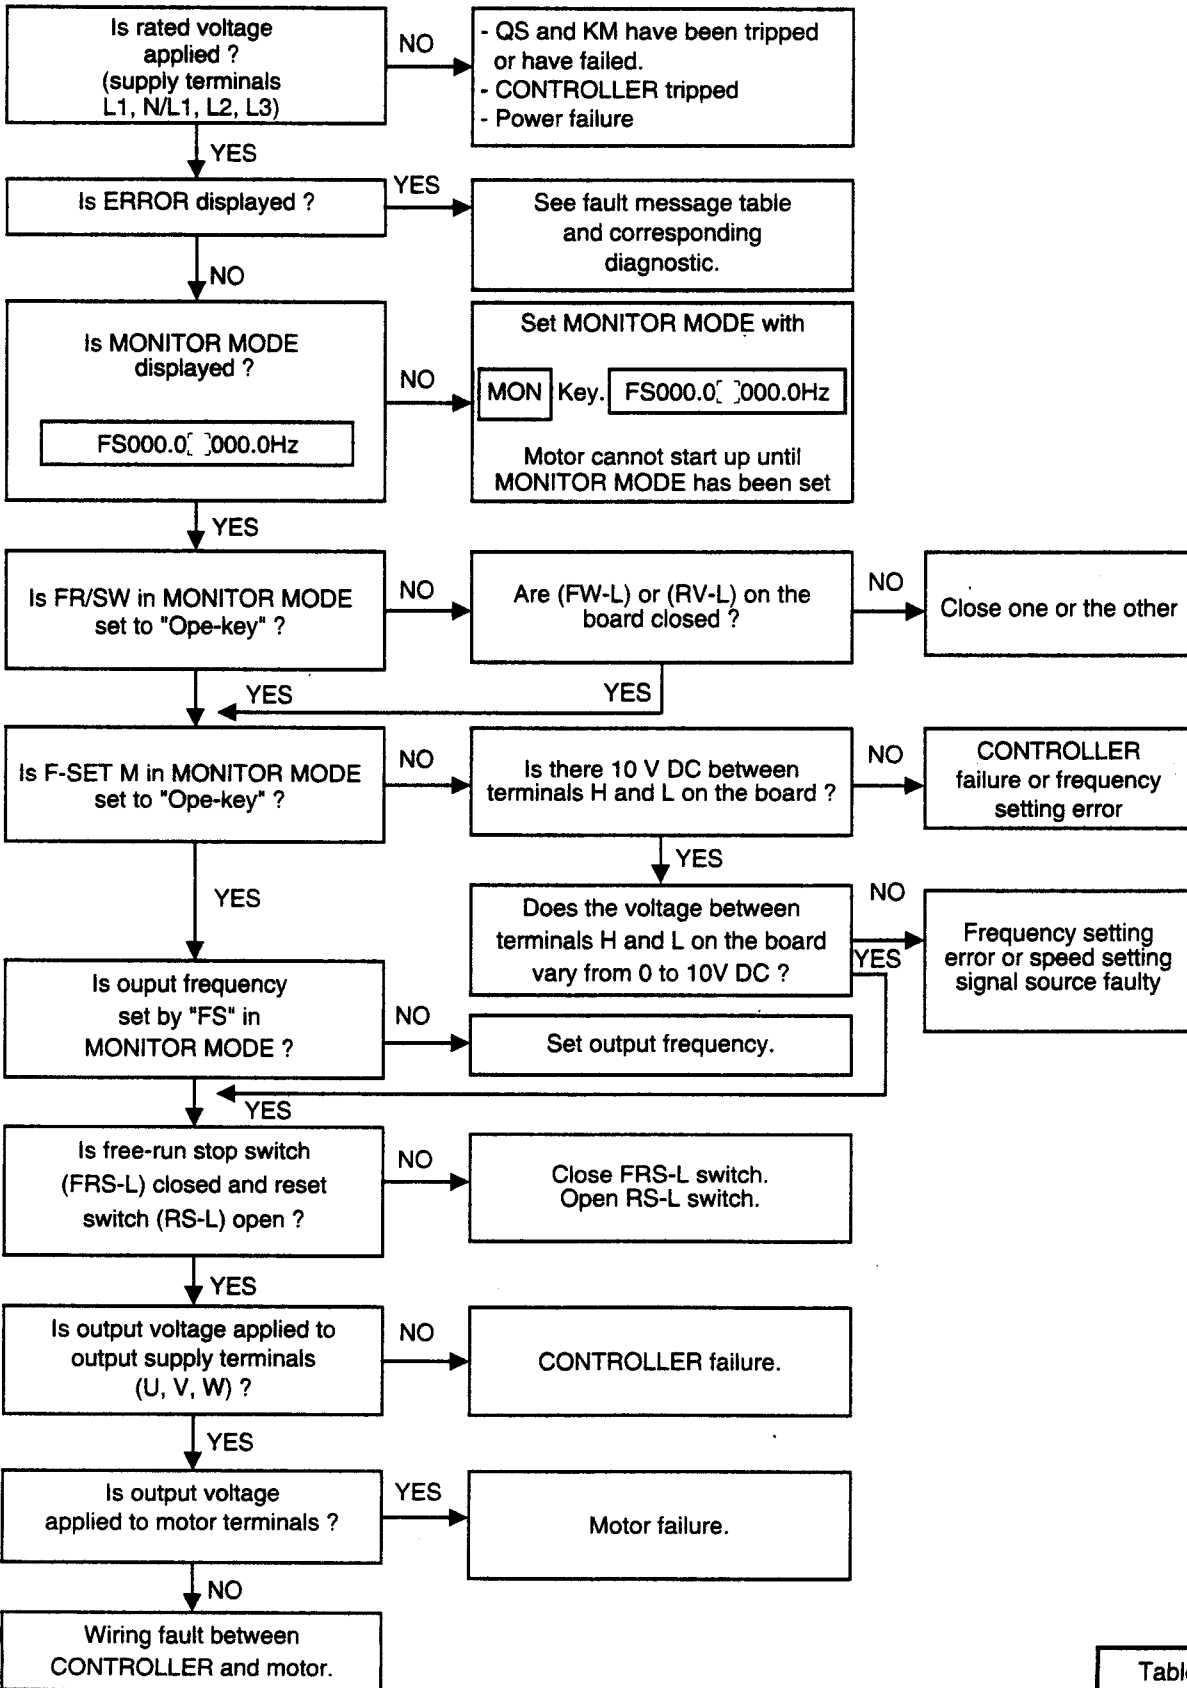 Is rated voltage
applied ?
(supply terminals
L1, N/L1, L2, L3)
NO
- QS and KM have been tripped
or have failed.
- CONTROLLER tripped
- Power failure
YES
Is ERROR displayed ?
YES
See fault message table
and corresponding
diagnostic.
NO
Is MONITOR MODE
displayed ?
FS000.0[ ]000.0Hz
NO
Set MONITOR MODE with
MON Key. FS000.0[ ]000.0Hz
Motor cannot start up until
MONITOR MODE has been set
YES
Is FR/SW in MONITOR MODE
set to "Ope-key" ?
NO
Are (FW-L) or (RV-L) on the
board closed ?
NO
Close one or the other
YES
YES
Is F-SET M in MONITOR MODE
set to "Ope-key" ?
NO
Is there 10 V DC between
terminals H and L on the board ?
NO
CONTROLLER
failure or frequency
setting error
YES
YES
Does the voltage between
terminals H and L on the board
vary from 0 to 10V DC ?
NO
YES
Frequency setting
error or speed setting
signal source faulty
Is ouput frequency
set by "FS" in
MONITOR MODE ?
NO
Set output frequency.
YES
Is free-run stop switch
(FRS-L) closed and reset
switch (RS-L) open ?
NO
Close FRS-L switch.
Open RS-L switch.
YES
Is output voltage applied to
output supply terminals
(U, V, W) ?
NO
CONTROLLER failure.
YES
Is output voltage
applied to motor terminals ?
YES
Motor failure.
NO
Wiring fault between
CONTROLLER and motor.